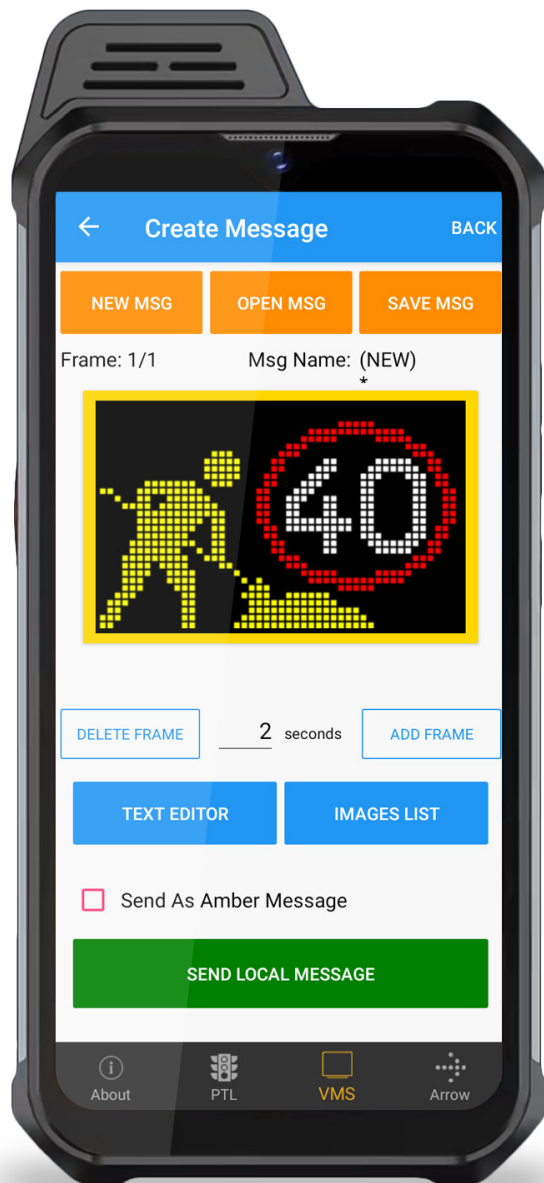 Create Message
BACK
NEW MSG
OPEN MSG
SAVE MSG
Frame: 1/1
Msg Name: (NEW)
*
40
DELETE FRAME
2 seconds
ADD FRAME
TEXT EDITOR
IMAGES LIST
Send As Amber Message
SEND LOCAL MESSAGE
About
PTL
VMS
Arrow